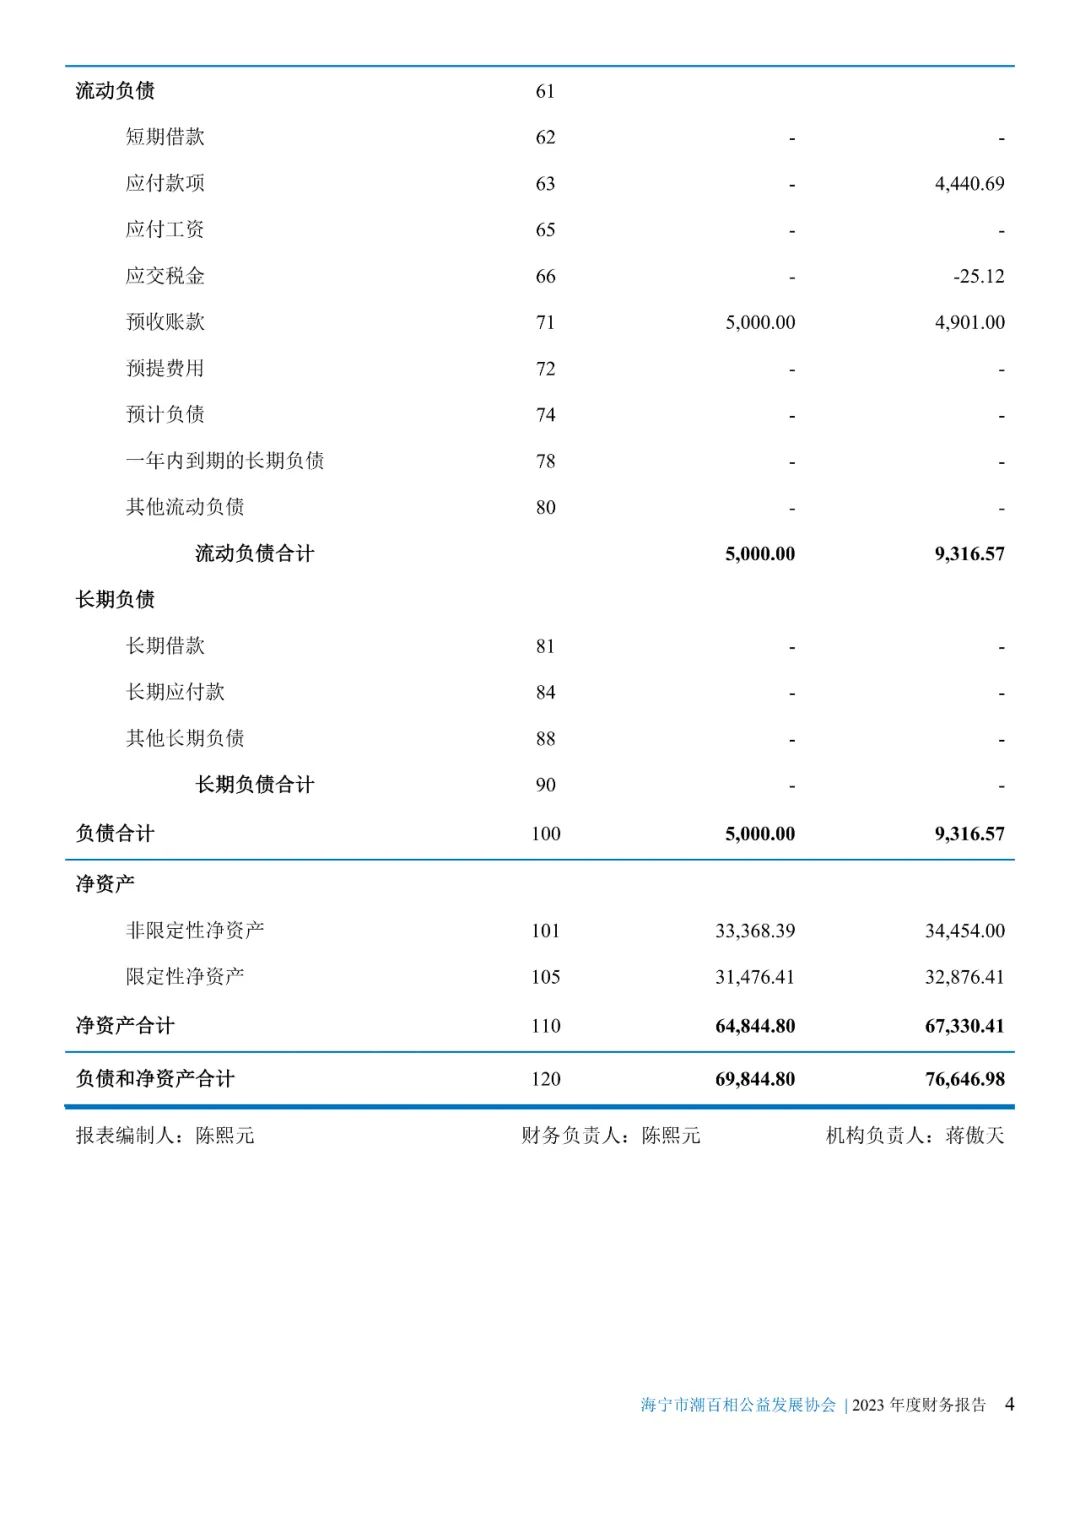 流动负债 61
短期借款 62 - -
应付款项 63 - 4,440.69
应付工资 65 - -
应交税金 66 - -25.12
预收账款 71 5,000.00 4,901.00
预提费用 72 - -
预计负债 74 - -
一年内到期的长期负债 78 - -
其他流动负债 80 - -
流动负债合计 5,000.00 9,316.57
长期负债
长期借款 81 - -
长期应付款 84 - -
其他长期负债 88 - -
长期负债合计 90 - -
负债合计 100 5,000.00 9,316.57
净资产
非限定性净资产 101 33,368.39 34,454.00
限定性净资产 105 31,476.41 32,876.41
净资产合计 110 64,844.80 67,330.41
负债和净资产合计 120 69,844.80 76,646.98
报表编制人：陈熙元 财务负责人：陈熙元 机构负责人：蒋傲天
海宁市潮百相公益发展协会 | 2023 年度财务报告 4